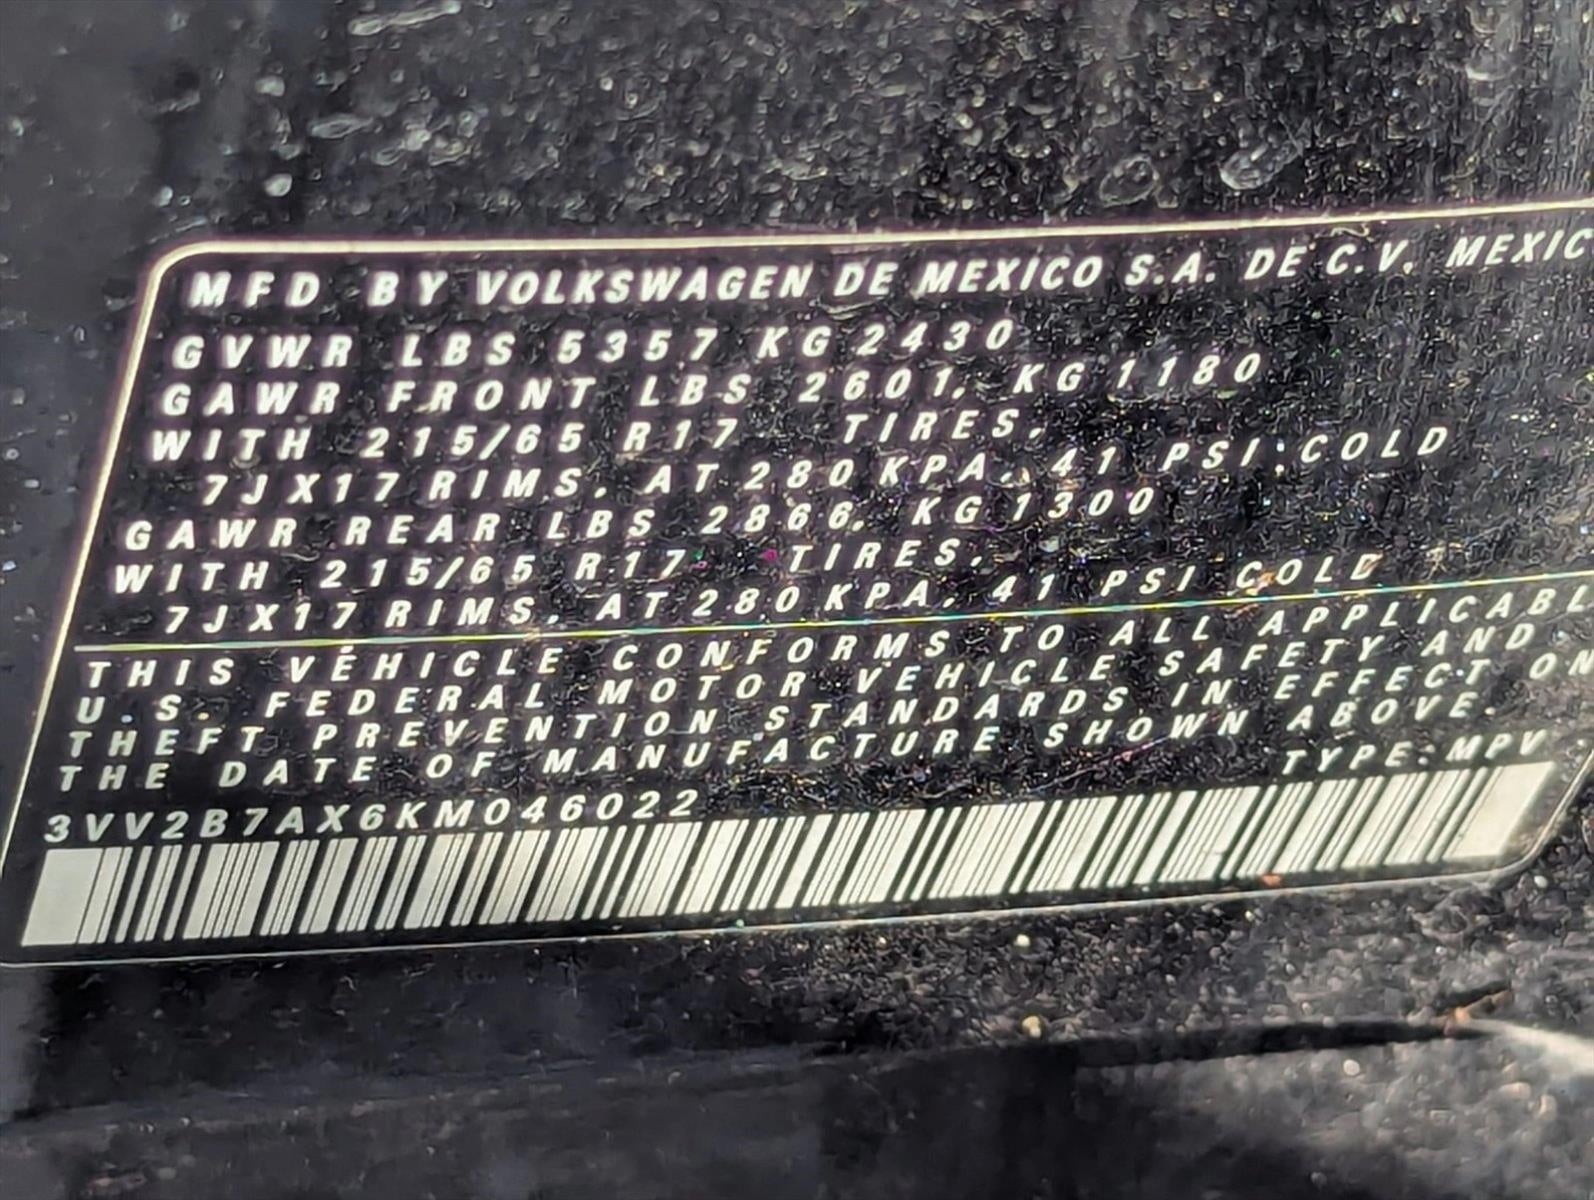 MFD BY VOLKSWAGEN DE MEXICO S.A. DE C.V. MEXIC
GVWR LBS 5357 KG 2430
GAWR FRONT LBS 2601, KG 1180
WITH 215/65 R17 TIRES,
7JX17 RIMS, AT 280 KPA, 41 PSI COLD
GAWR REAR LBS 2866, KG 1300
WITH 215/65 R17 TIRES,
7JX17 RIMS, AT 280 KPA, 41 PSI COLD
THIS VEHICLE CONFORMS TO ALL APPLICABL
U.S. FEDERAL MOTOR VEHICLE SAFETY AND
THEFT PREVENTION STANDARDS IN EFFECT ON
THE DATE OF MANUFACTURE SHOWN ABOVE.
3VV2B7AX6KM046022 TYPE:MPV